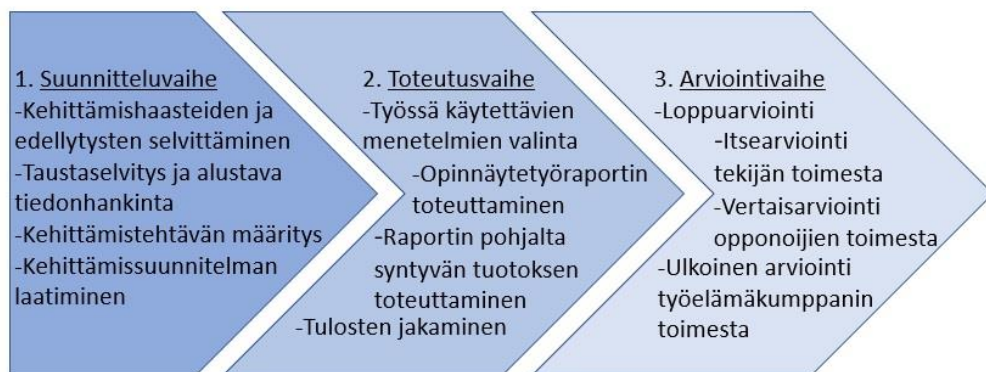 1. Suunnitteluvaihe
-Kehittämishaasteiden ja
edellytysten selvittäminen
-Taustaselvitys ja alustava
tiedonhankinta
-Kehittämistehtävän määritys
-Kehittämissuunnitelman
laatiminen
2. Toteutusvaihe
-Työssä käytettävien
menetelmien valinta
-Opinnäytetyöraportin
toteuttaminen
-Raportin pohjalta
syntyvän tuotoksen
toteuttaminen
-Tulosten jakaminen
3. Arviointivaihe
-Loppuarviointi
-Itsearviointi
tekijän toimesta
-Vertaisarviointi
opponoijien toimesta
-Ulkoinen arviointi
työelämäkumppanin
toimesta